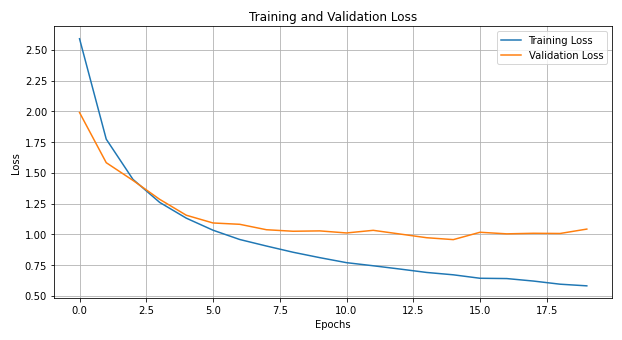 Training and Validation Loss
Training Loss
Validation Loss
Loss
2.50
2.25
2.00
1.75
1.50
1.25
1.00
0.75
0.50
0.0 2.5 5.0 7.5 10.0 12.5 15.0 17.5
Epochs